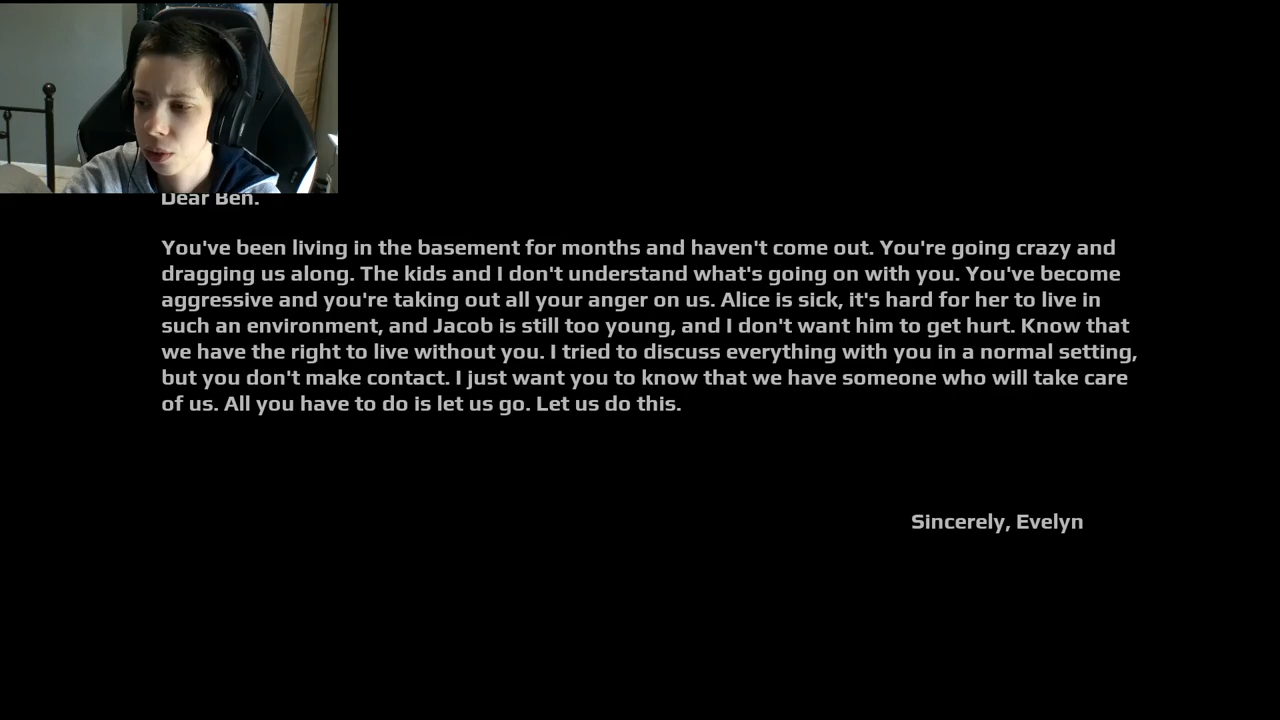 Dear Ben.
You've been living in the basement for months and haven't come out. You're going crazy and
dragging us along. The kids and I don't understand what's going on with you. You've become
aggressive and you're taking out all your anger on us. Alice is sick, it's hard for her to live in
such an environment, and Jacob is still too young, and I don't want him to get hurt. Know that
we have the right to live without you. I tried to discuss everything with you in a normal setting,
but you don't make contact. I just want you to know that we have someone who will take care
of us. All you have to do is let us go. Let us do this.
Sincerely, Evelyn